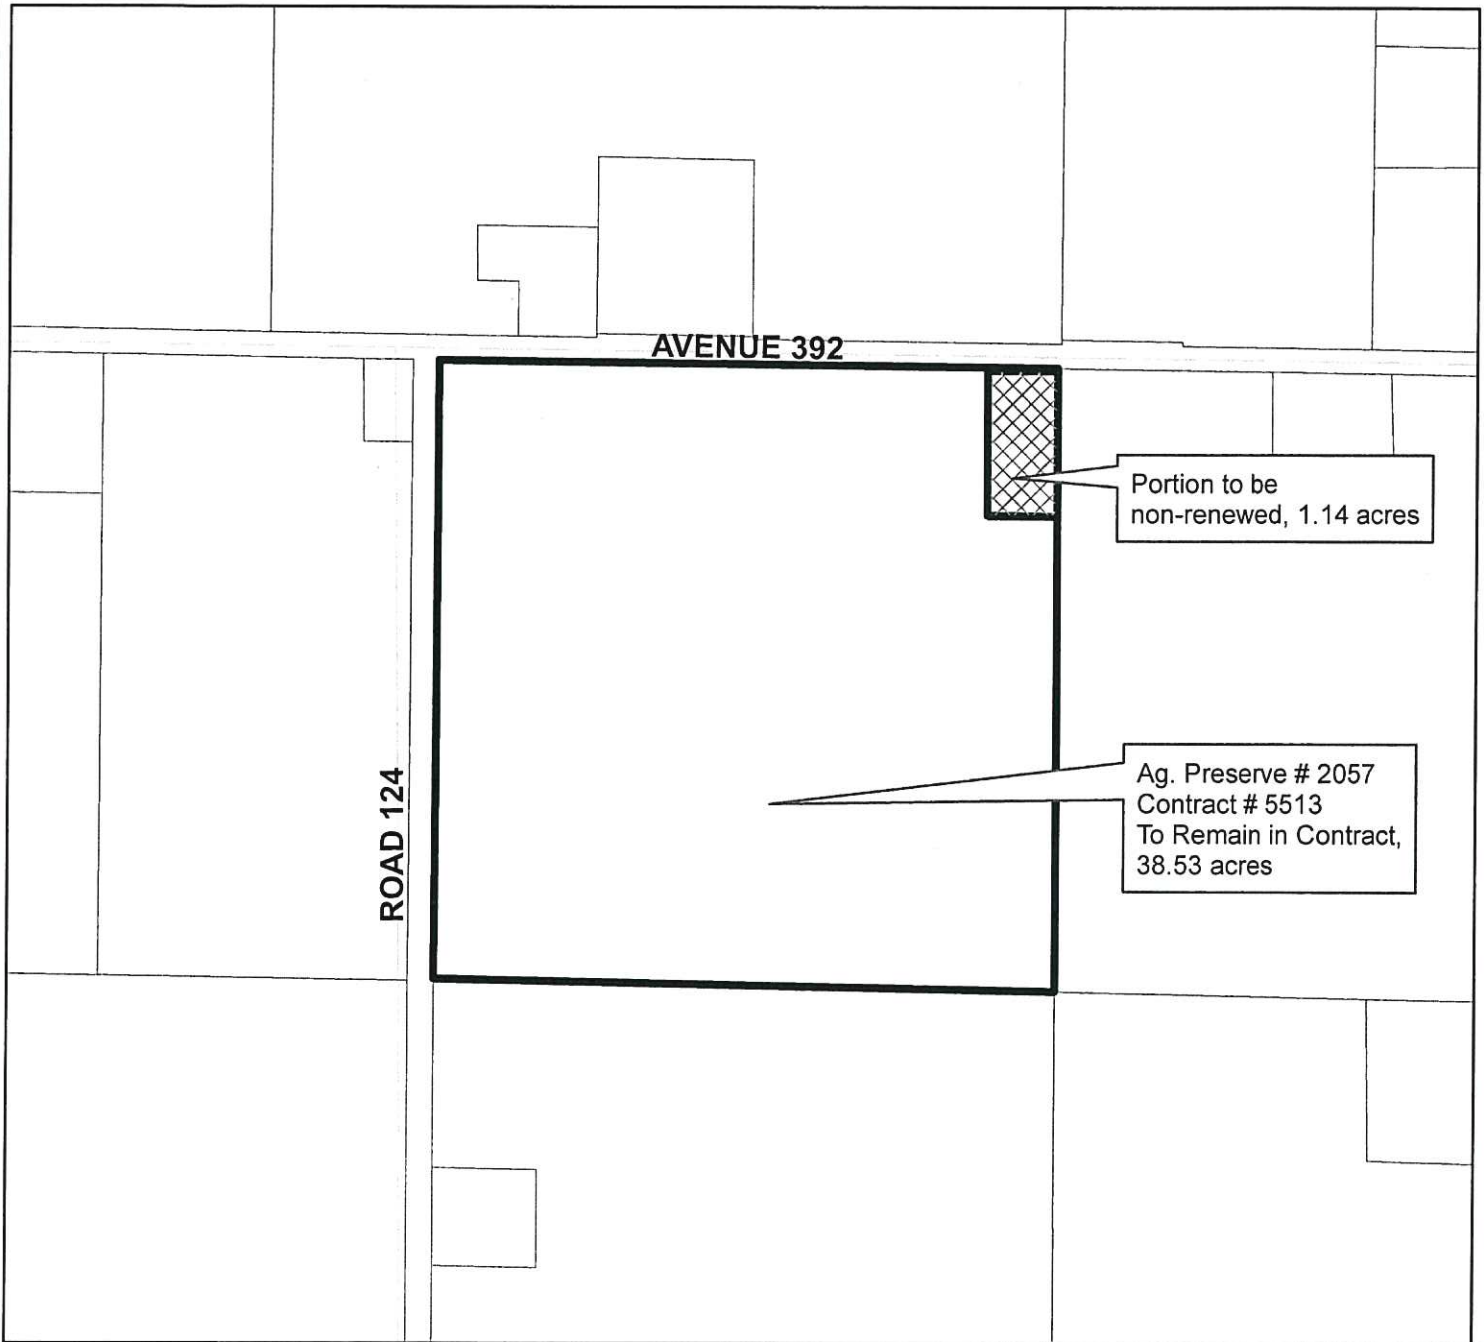 AVENUE 392
Portion to be
non-renewed, 1.14 acres
ROAD 124
Ag. Preserve # 2057
Contract # 5513
To Remain in Contract,
38.53 acres